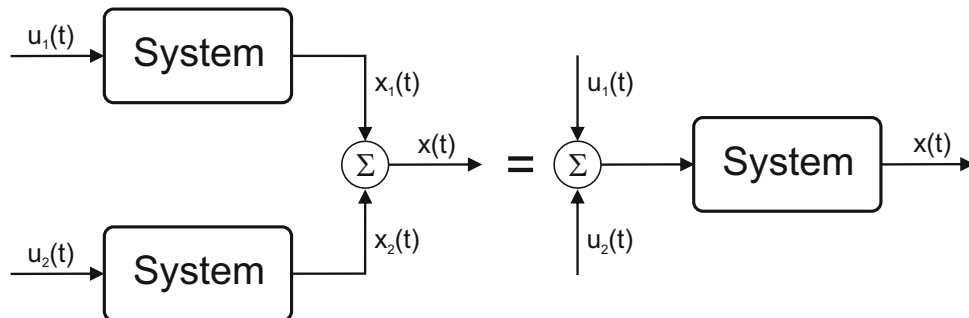 u₁(t)
System
x₁(t)
Σ
x(t)
u₂(t)
System
x₂(t)
=
u₁(t)
Σ
u₂(t)
System
x(t)